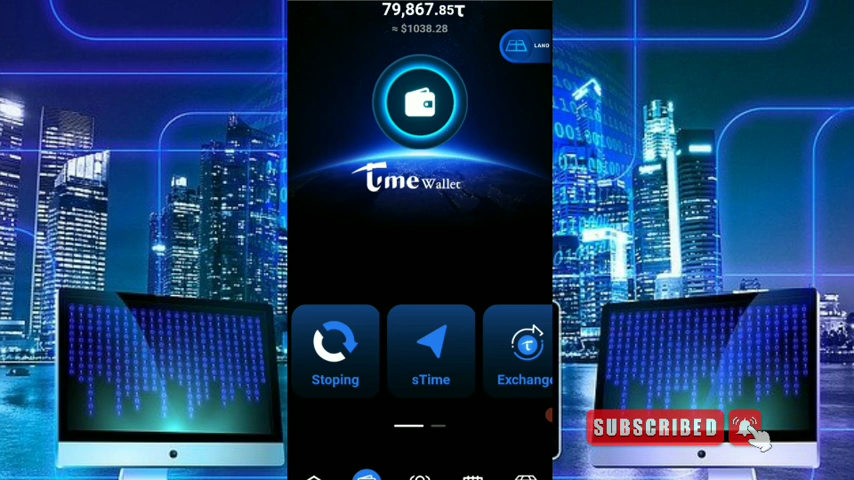 79,867.85τ
≈ $1038.28
LAND
Time Wallet
Stoping
sTime
Exchange
SUBSCRIBED